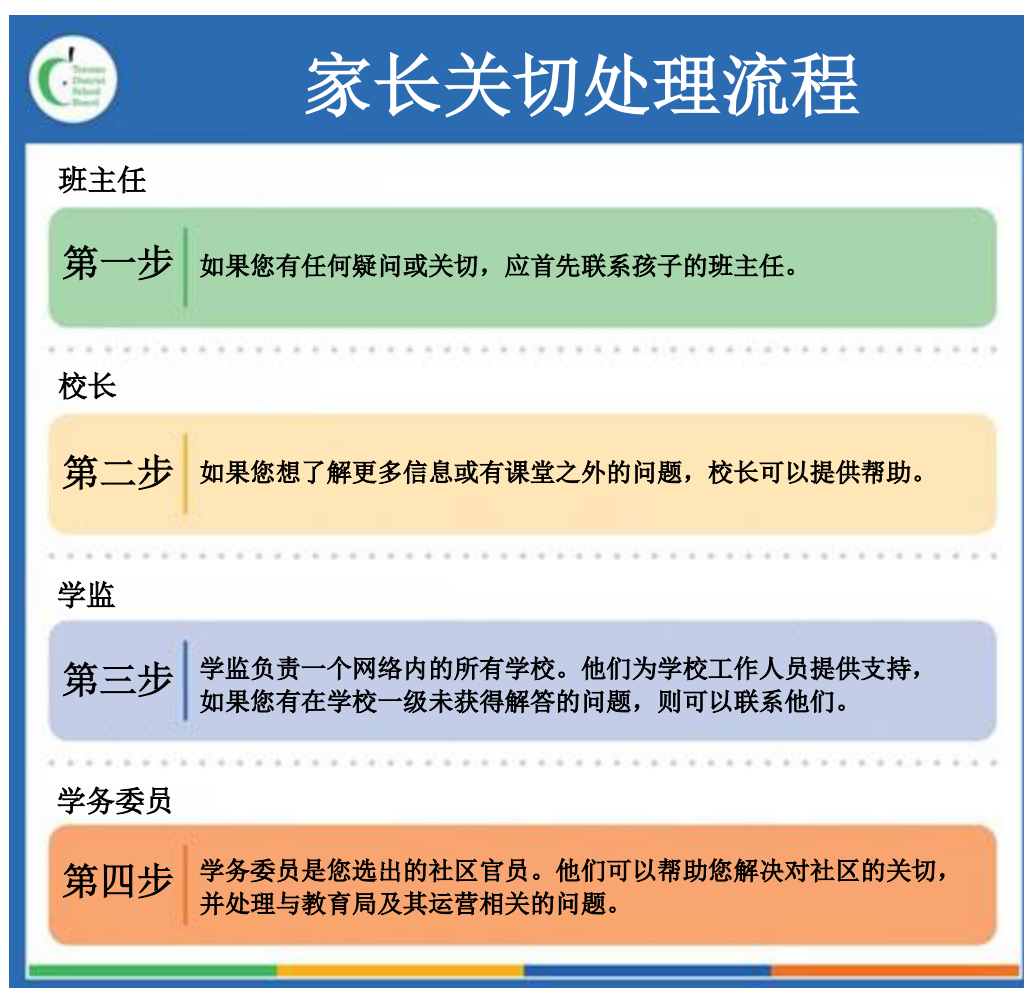 Toronto
District
School
Board
家长关切处理流程
班主任
第一步
如果您有任何疑问或关切，应首先联系孩子的班主任。
校长
第二步
如果您想了解更多信息或有课堂之外的问题，校长可以提供帮助。
学监
第三步
学监负责一个网络内的所有学校。他们为学校工作人员提供支持，
如果您有在学校一级未获得解答的问题，则可以联系他们。
学务委员
第四步
学务委员是您选出的社区官员。他们可以帮助您解决对社区的关切，
并处理与教育局及其运营相关的问题。